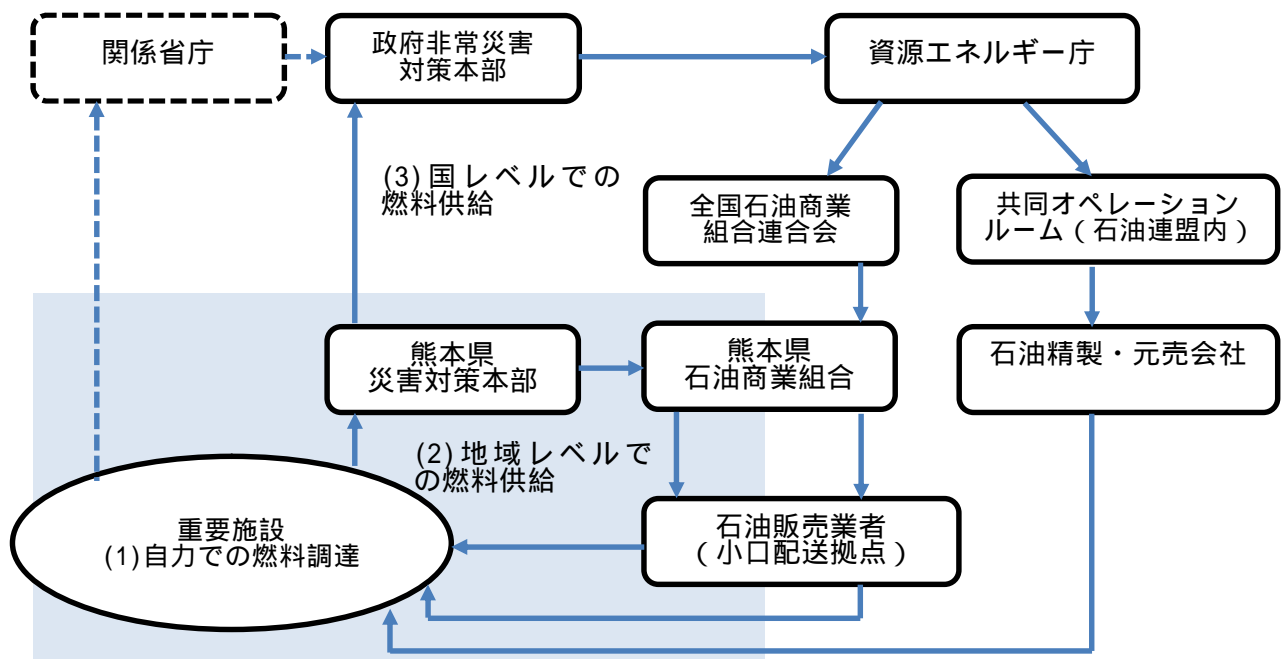 関係省庁
政府非常災害
対策本部
資源エネルギー庁
(3)国レベルでの
燃料供給
全国石油商業
組合連合会
共同オペレーション
ルーム（石油連盟内）
熊本県
災害対策本部
熊本県
石油商業組合
石油精製・元売会社
(2)地域レベルで
の燃料供給
重要施設
(1)自力での燃料調達
石油販売業者
（小口配送拠点）